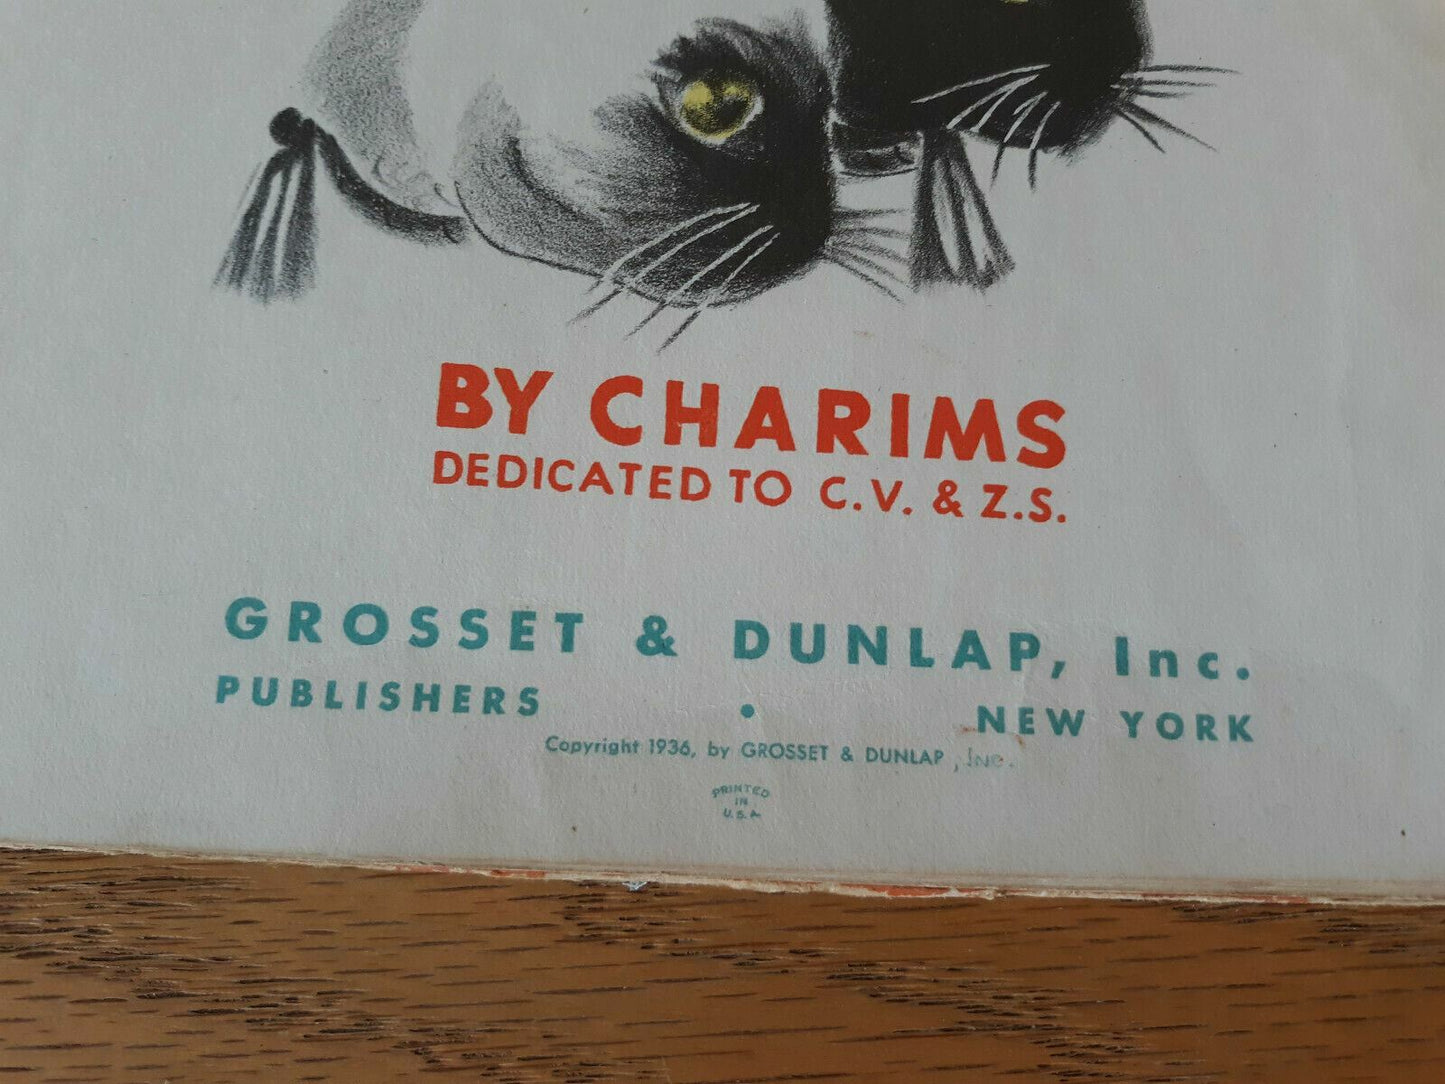 BY CHARIMS
DEDICATED TO C.V. & Z.S.
GROSSET & DUNLAP, Inc.
PUBLISHERS • NEW YORK
Copyright 1936, by GROSSET & DUNLAP, Inc.
PRINTED
IN
U.S.A